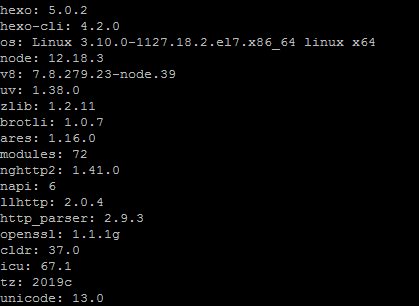 hexo: 5.0.2
hexo-cli: 4.2.0
os: Linux 3.10.0-1127.18.2.el7.x86_64 linux x64
node: 12.18.3
v8: 7.8.279.23-node.39
uv: 1.38.0
zlib: 1.2.11
brotli: 1.0.7
ares: 1.16.0
modules: 72
nghttp2: 1.41.0
napi: 6
llhttp: 2.0.4
http_parser: 2.9.3
openssl: 1.1.1g
cldr: 37.0
icu: 67.1
tz: 2019c
unicode: 13.0